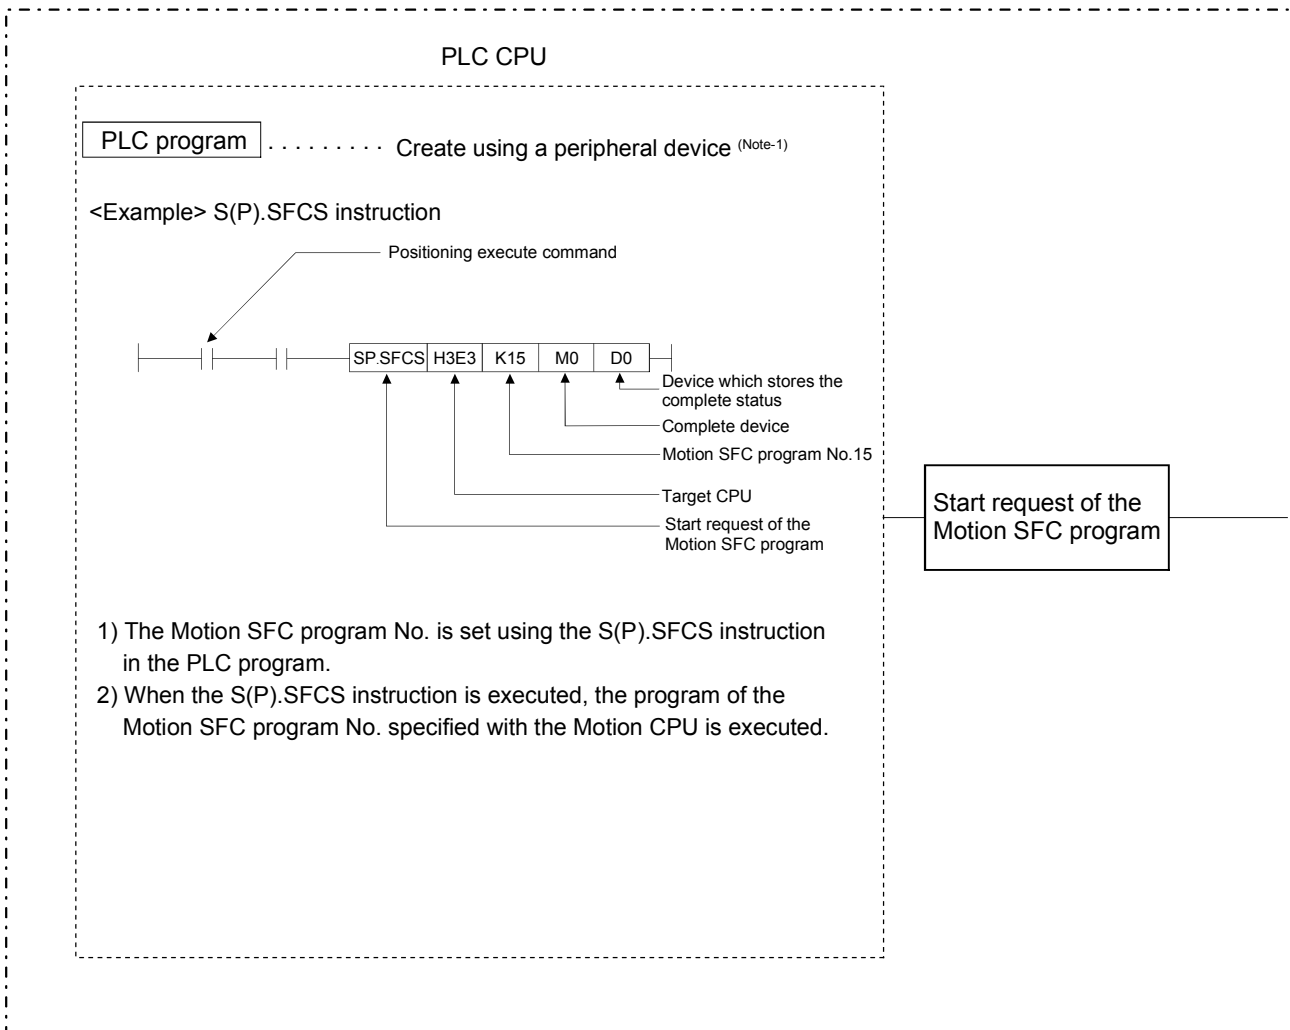 PLC CPU
PLC program . . . . . . . . . Create using a peripheral device (Note-1)
<Example> S(P).SFCS instruction
Positioning execute command
SP.SFCS H3E3 K15 M0 D0
Device which stores the
complete status
Complete device
Motion SFC program No.15
Target CPU
Start request of the
Motion SFC program
Start request of the
Motion SFC program
1) The Motion SFC program No. is set using the S(P).SFCS instruction
in the PLC program.
2) When the S(P).SFCS instruction is executed, the program of the
Motion SFC program No. specified with the Motion CPU is executed.